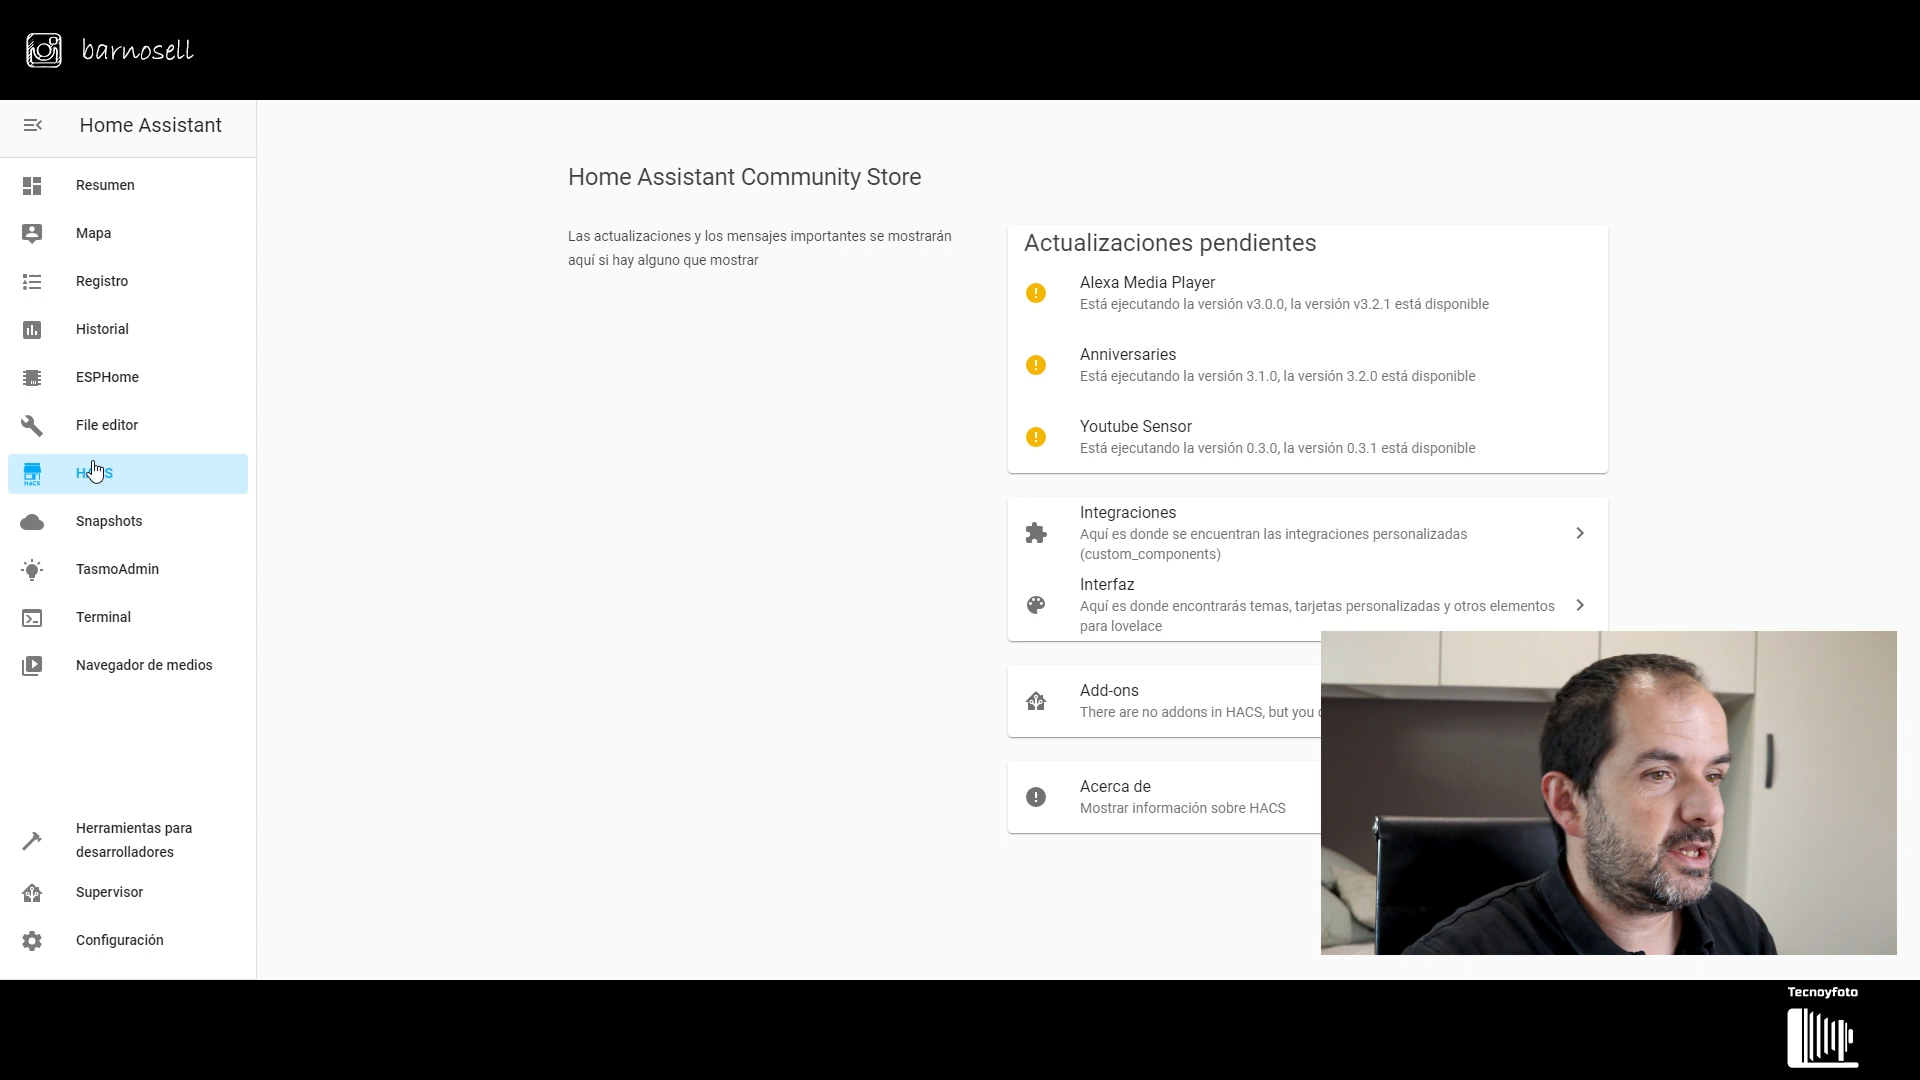 barnosell
Home Assistant
Resumen
Mapa
Registro
Historial
ESPHome
File editor
HACS
Snapshots
TasmoAdmin
Terminal
Navegador de medios
Herramientas para
desarrolladores
Supervisor
Configuración
Home Assistant Community Store
Las actualizaciones y los mensajes importantes se mostrarán
aquí si hay alguno que mostrar
Actualizaciones pendientes
Alexa Media Player
Está ejecutando la versión v3.0.0, la versión v3.2.1 está disponible
Anniversaries
Está ejecutando la versión 3.1.0, la versión 3.2.0 está disponible
Youtube Sensor
Está ejecutando la versión 0.3.0, la versión 0.3.1 está disponible
Integraciones
Aquí es donde se encuentran las integraciones personalizadas
(custom_components)
Interfaz
Aquí es donde encontrarás temas, tarjetas personalizadas y otros elementos
para lovelace
Add-ons
There are no addons in HACS, but you
Acerca de
Mostrar información sobre HACS
Tecnoyfoto